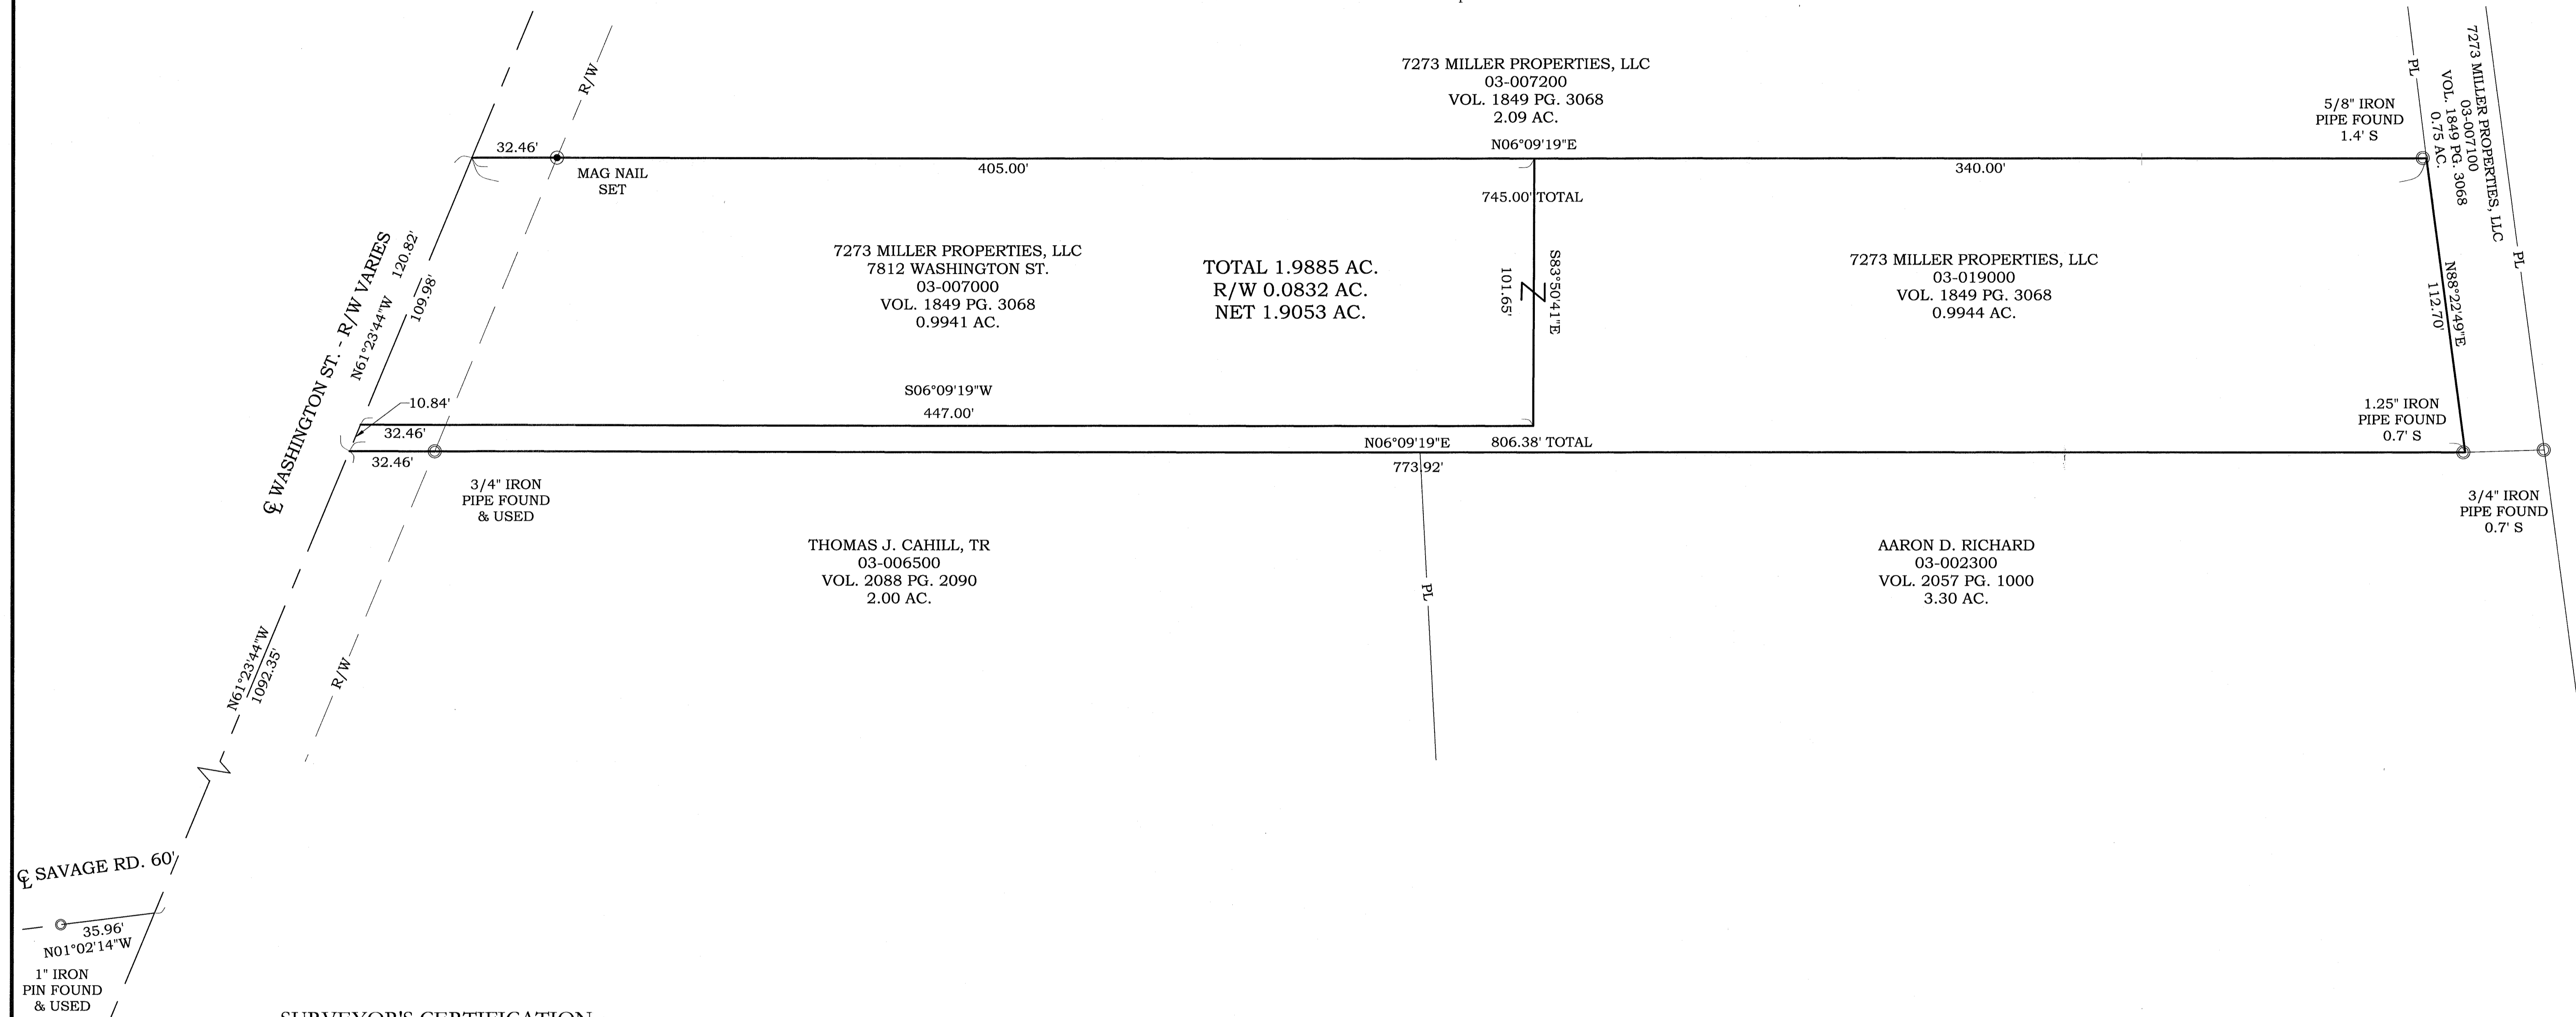 7273 MILLER PROPERTIES, LLC
03-007200
VOL. 1849 PG. 3068
2.09 AC.
PL
7273 MILLER PROPERTIES, LLC
03-007100
VOL. 1849 PG. 3068
0.75 AC.
PL
5/8" IRON
PIPE FOUND
1.4' S
R/W
32.46'
MAG NAIL
SET
405.00'
N06°09'19"E
340.00'
745.00' TOTAL
℄ WASHINGTON ST. - R/W VARIES
N61°23'44"W 120.82'
109.98'
7273 MILLER PROPERTIES, LLC
7812 WASHINGTON ST.
03-007000
VOL. 1849 PG. 3068
0.9941 AC.
TOTAL 1.9885 AC.
R/W 0.0832 AC.
NET 1.9053 AC.
S83°50'41"E
101.65'
Z
7273 MILLER PROPERTIES, LLC
03-019000
VOL. 1849 PG. 3068
0.9944 AC.
N88°22'49"E
112.70'
S06°09'19"W
447.00'
10.84'
32.46'
32.46'
N06°09'19"E
806.38' TOTAL
773.92'
1.25" IRON
PIPE FOUND
0.7' S
3/4" IRON
PIPE FOUND
& USED
3/4" IRON
PIPE FOUND
0.7' S
THOMAS J. CAHILL, TR
03-006500
VOL. 2088 PG. 2090
2.00 AC.
PL
AARON D. RICHARD
03-002300
VOL. 2057 PG. 1000
3.30 AC.
N61°23'44"W
1092.35'
R/W
℄ SAVAGE RD. 60'
35.96'
N01°02'14"W
1" IRON
PIN FOUND
& USED
SURVEYOR'S CERTIFICATION